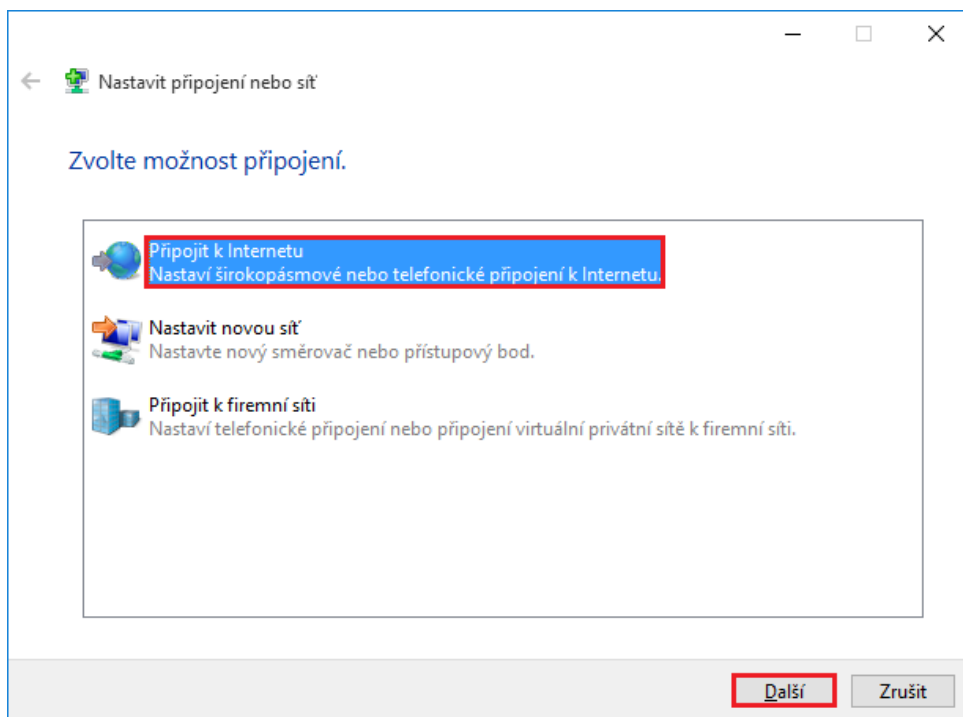 Nastavit připojení nebo síť
Zvolte možnost připojení.
Připojit k Internetu
Nastaví širokopásmové nebo telefonické připojení k Internetu.
Nastavit novou síť
Nastavte nový směrovač nebo přístupový bod.
Připojit k firemní síti
Nastaví telefonické připojení nebo připojení virtuální privátní sítě k firemní síti.
Další
Zrušit